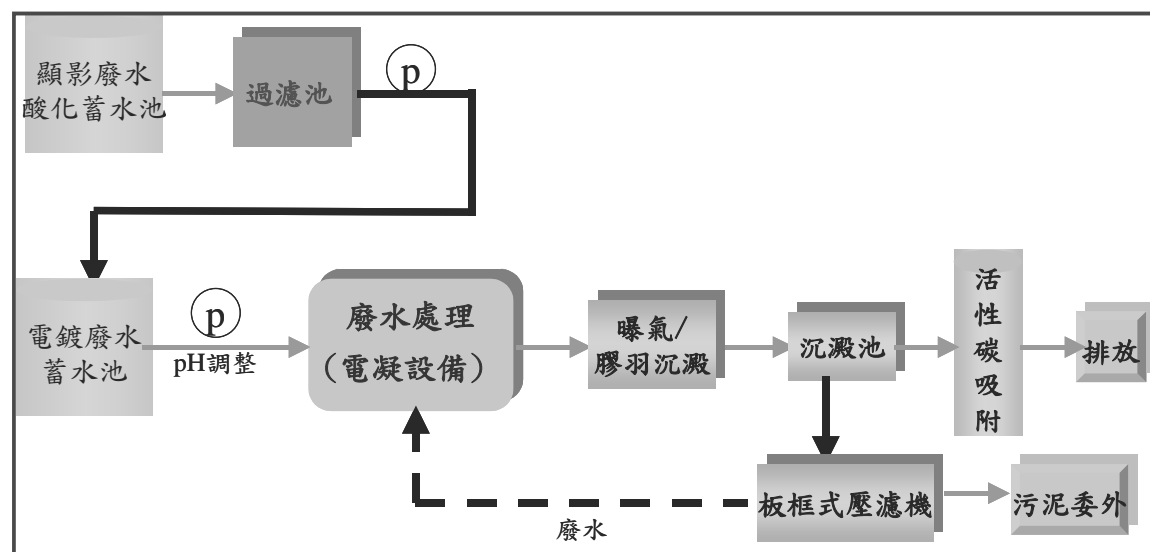 顯影廢水
酸化蓄水池
過濾池
p
電鍍廢水
蓄水池
p
pH調整
廢水處理
(電凝設備)
曝氣/
膠羽沉澱
沉澱池
活
性
碳
吸
附
排放
廢水
板框式壓濾機
污泥委外